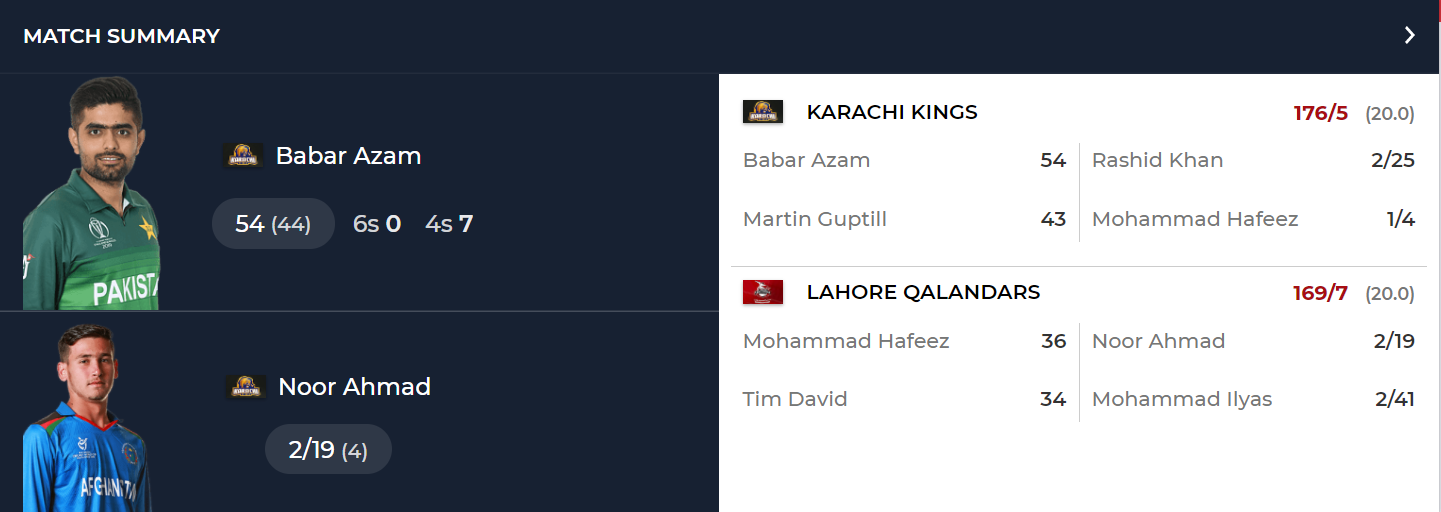 MATCH SUMMARY
Babar Azam
54 (44) 6s 0 4s 7
PAKISTA
Noor Ahmad
2/19 (4)
KARACHI KINGS 176/5 (20.0)
Babar Azam 54 Rashid Khan 2/25
Martin Guptill 43 Mohammad Hafeez 1/4
LAHORE QALANDARS 169/7 (20.0)
Mohammad Hafeez 36 Noor Ahmad 2/19
Tim David 34 Mohammad Ilyas 2/41